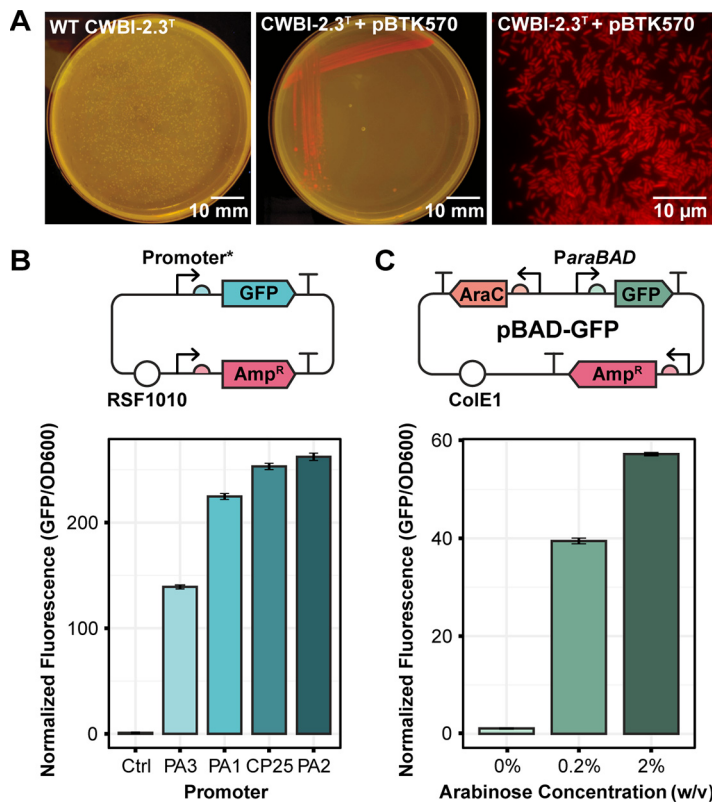 A
WT CWBI-2.3ᵀ
CWBI-2.3ᵀ + pBTK570
CWBI-2.3ᵀ + pBTK570
10 mm
10 mm
10 µm
B
Promoter*
GFP
Ampᴿ
RSF1010
Normalized Fluorescence (GFP/OD600)
200
100
0
Ctrl PA3 PA1 CP25 PA2
Promoter
C
ParaBAD
AraC
GFP
pBAD-GFP
Ampᴿ
ColE1
Normalized Fluorescence (GFP/OD600)
60
40
20
0
0% 0.2% 2%
Arabinose Concentration (w/v)